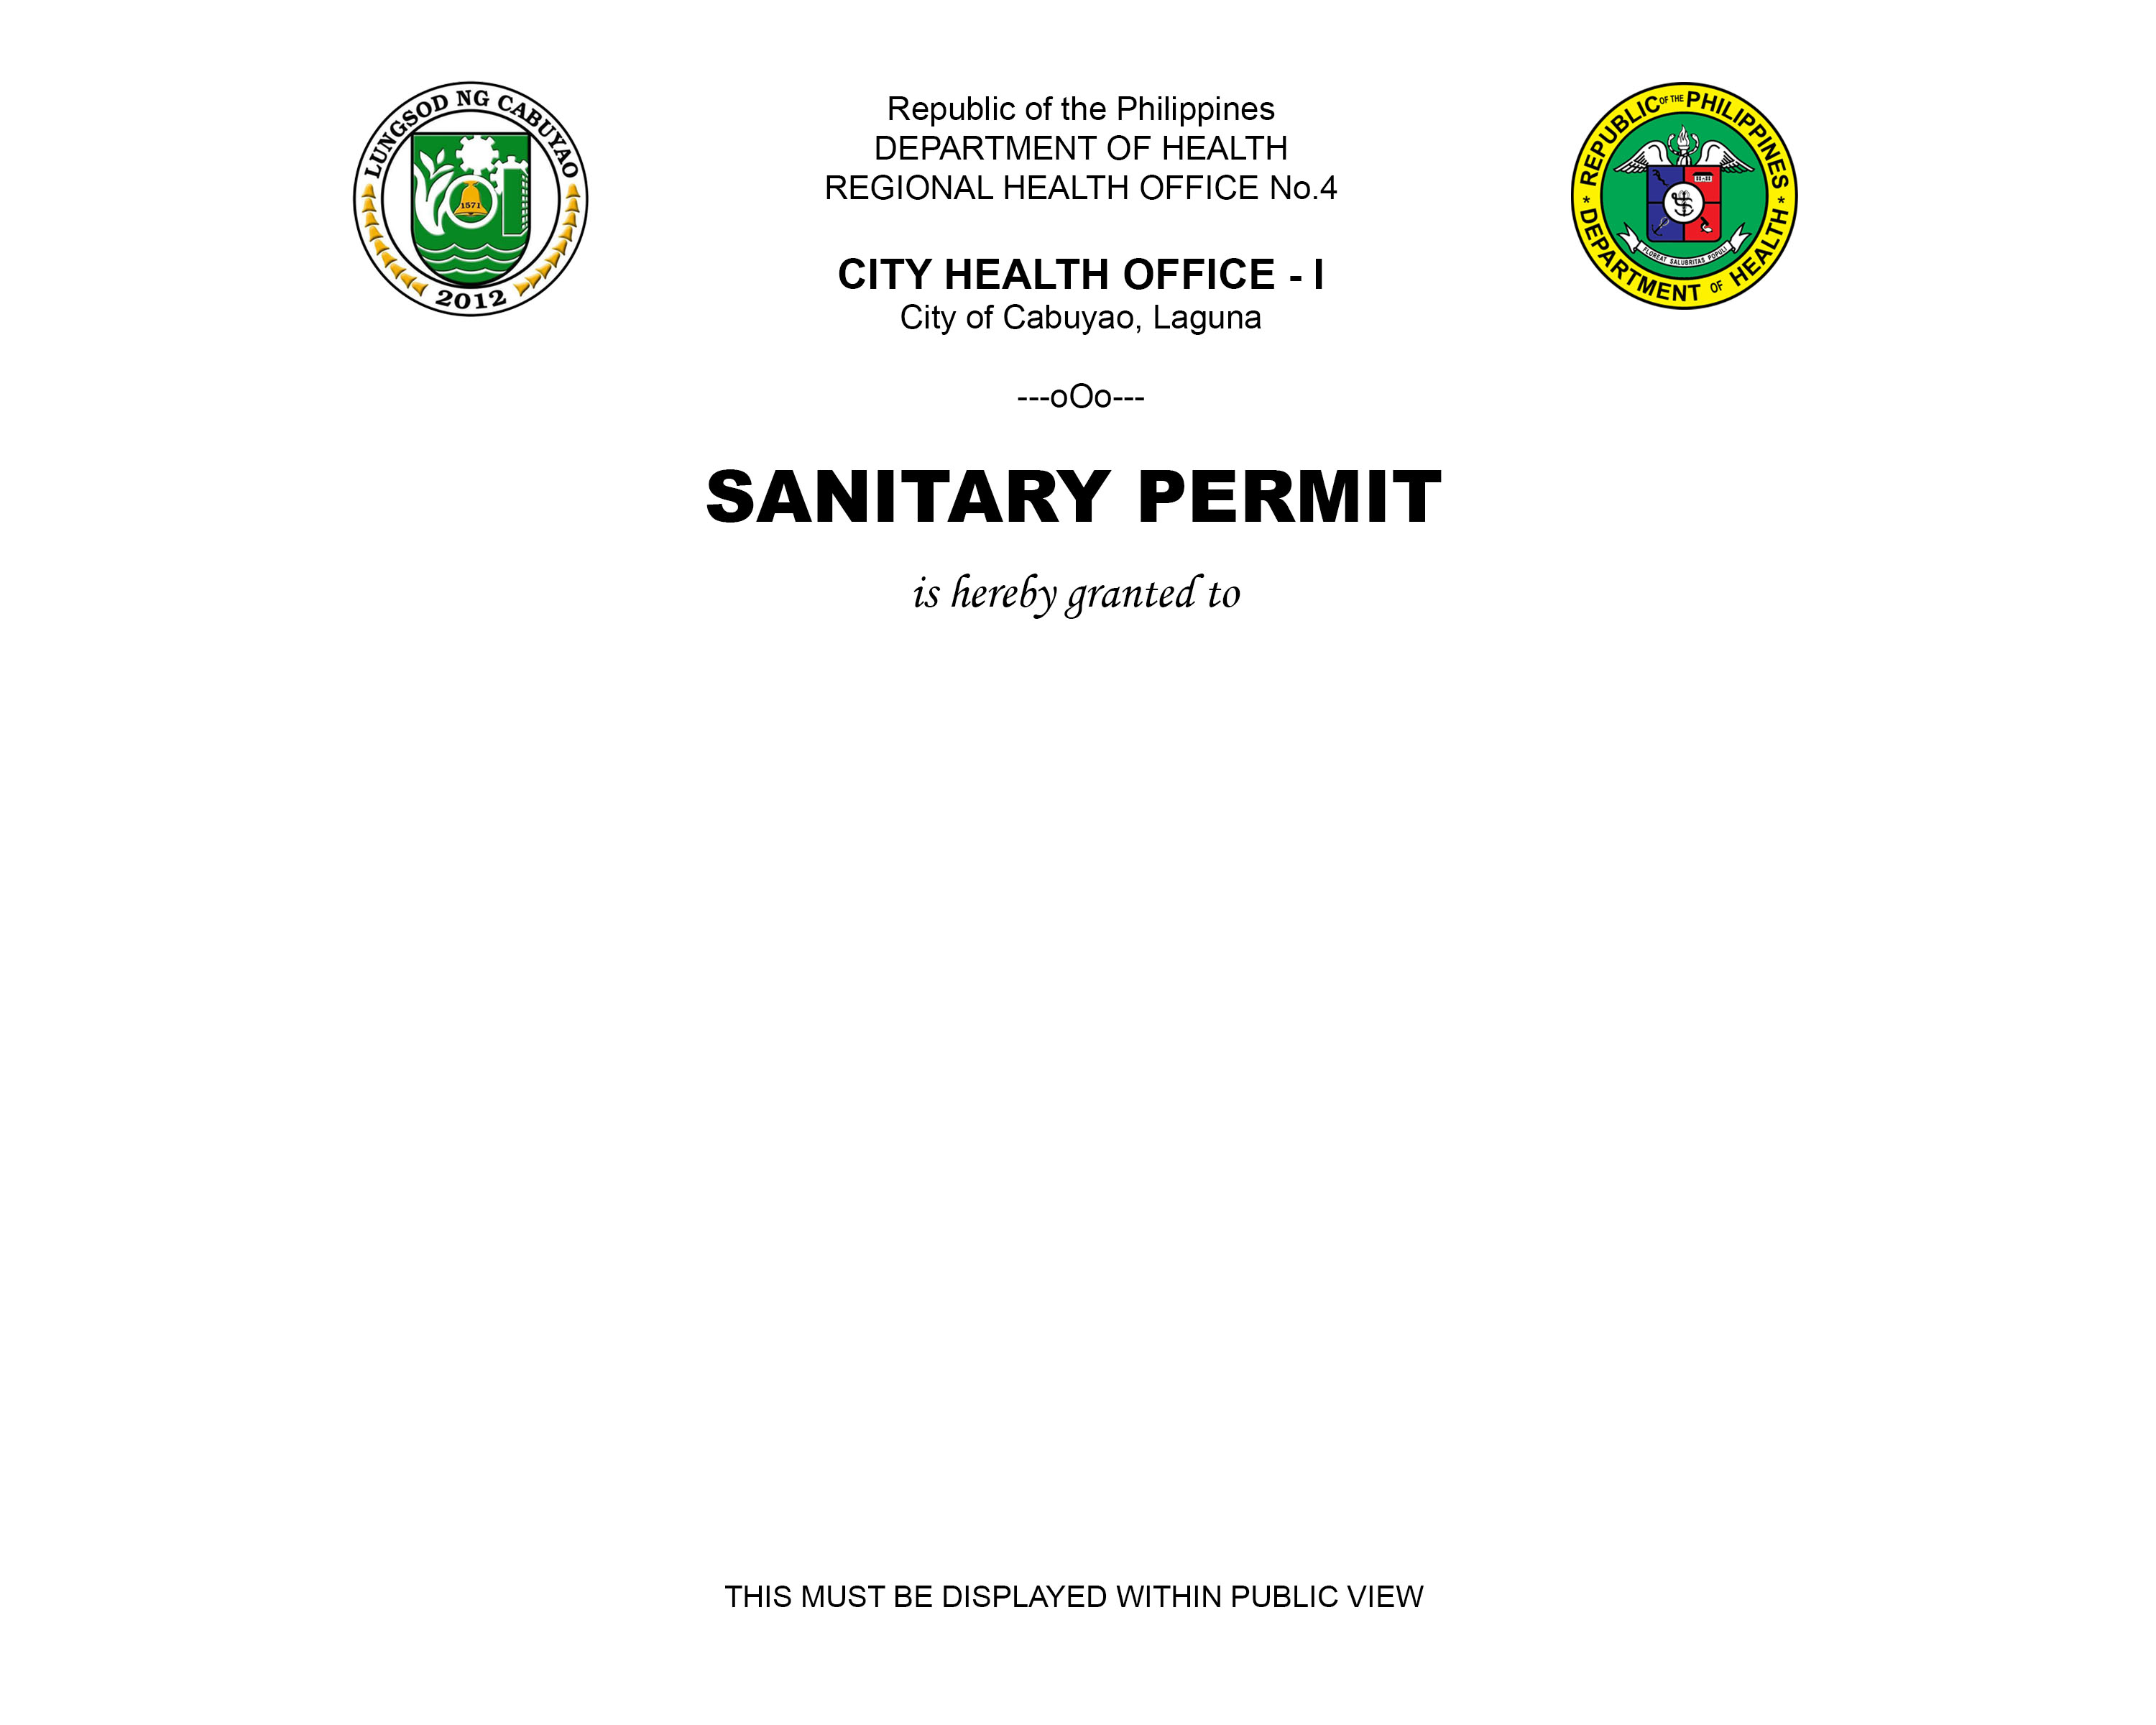 LUNGSOD NG CABUYAO
1571
2012
Republic of the Philippines
DEPARTMENT OF HEALTH
REGIONAL HEALTH OFFICE No.4
CITY HEALTH OFFICE - I
City of Cabuyao, Laguna
REPUBLIC OF THE PHILIPPINES
FLOREAT SALUBRITAS POPULI
* DEPARTMENT OF HEALTH *
---oOo---
SANITARY PERMIT
is hereby granted to
THIS MUST BE DISPLAYED WITHIN PUBLIC VIEW